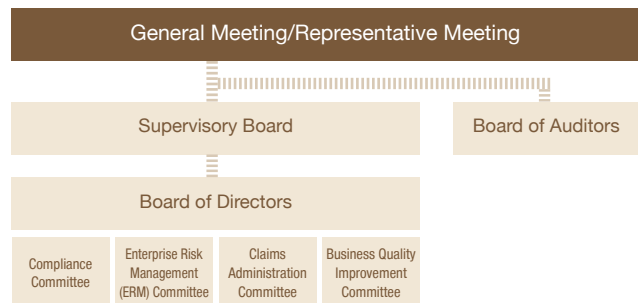 General Meeting/Representative Meeting
Supervisory Board
Board of Auditors
Board of Directors
Compliance
Committee
Enterprise Risk
Management
(ERM) Committee
Claims
Administration
Committee
Business Quality
Improvement
Committee